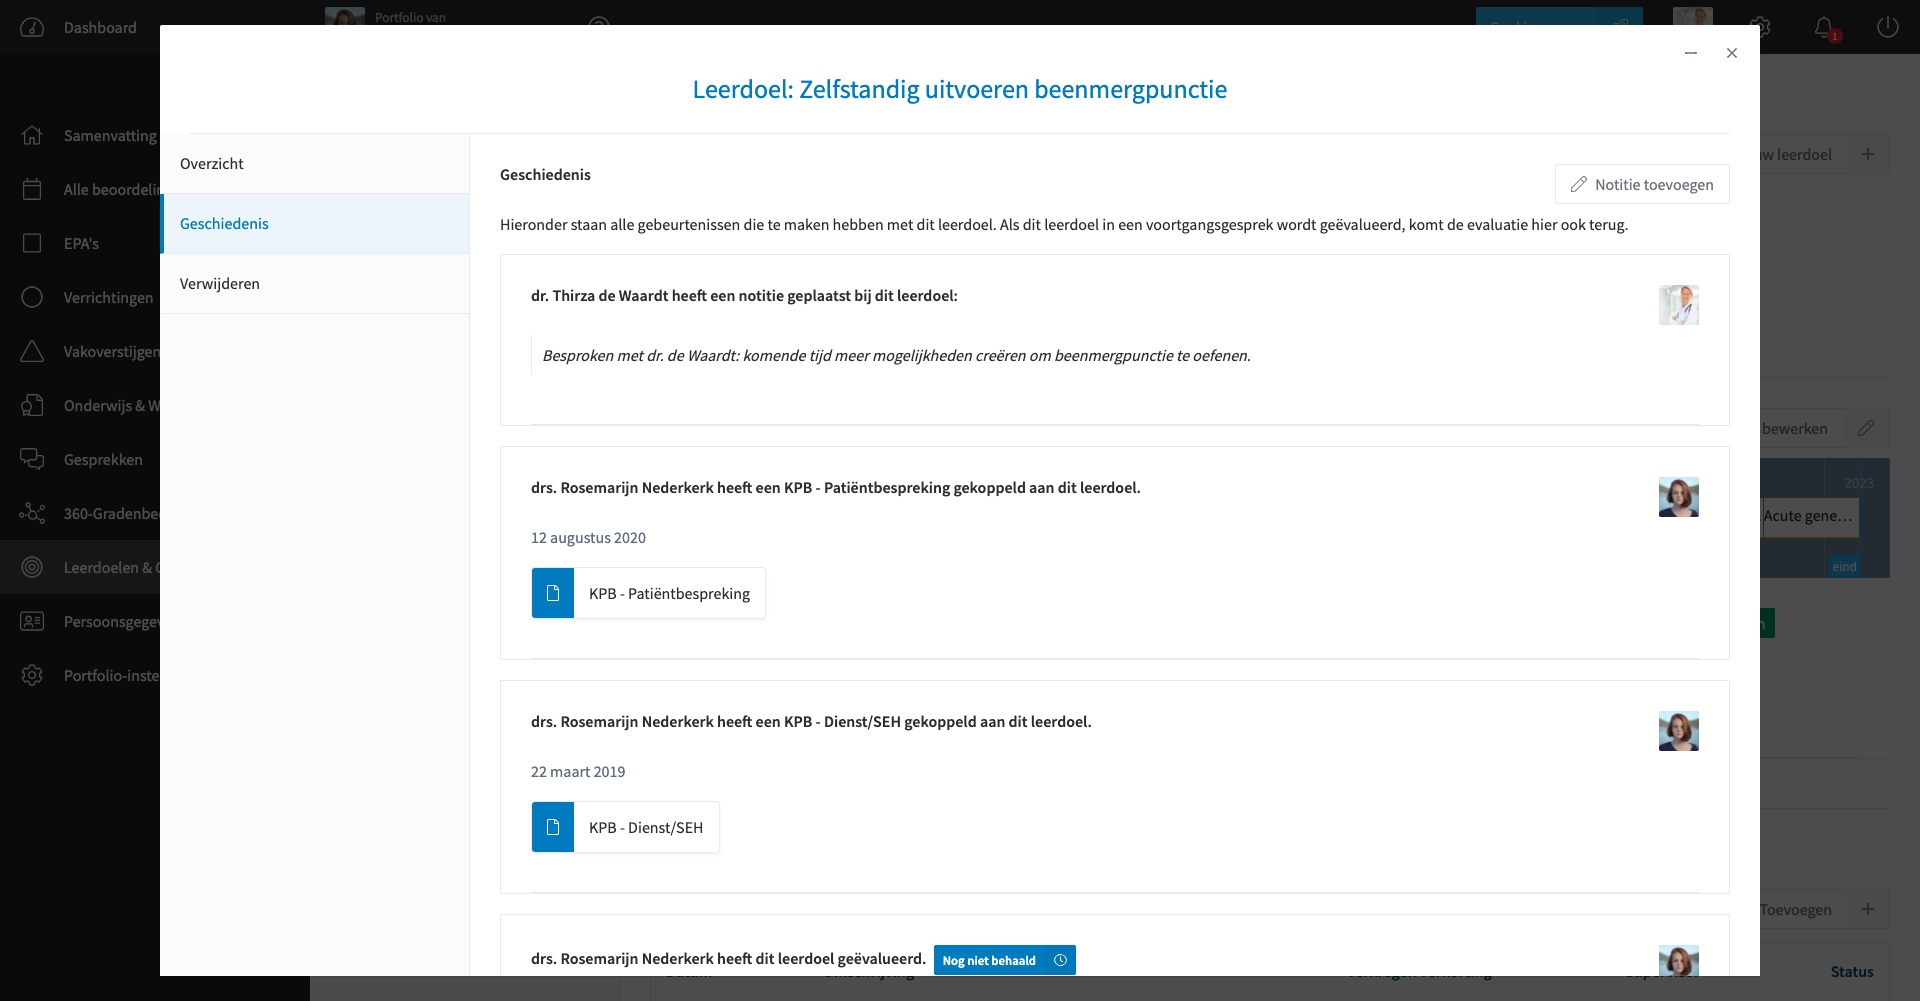 Dashboard
Portfolio van
1
Leerdoel: Zelfstandig uitvoeren beenmergpunctie
Samenvatting
Alle beoordelin
EPA's
Verrichtingen
Vakoverstijgen
Onderwijs & W
Gesprekken
360-Gradenbe
Leerdoelen &
Persoonsgegev
Portfolio-inste
Overzicht
Geschiedenis
Verwijderen
Geschiedenis
Notitie toevoegen
Hieronder staan alle gebeurtenissen die te maken hebben met dit leerdoel. Als dit leerdoel in een voortgangsgesprek wordt geëvalueerd, komt de evaluatie hier ook terug.
dr. Thirza de Waardt heeft een notitie geplaatst bij dit leerdoel:
Besproken met dr. de Waardt: komende tijd meer mogelijkheden creëren om beenmergpunctie te oefenen.
drs. Rosemarijn Nederkerk heeft een KPB - Patiëntbespreking gekoppeld aan dit leerdoel.
12 augustus 2020
KPB - Patiëntbespreking
drs. Rosemarijn Nederkerk heeft een KPB - Dienst/SEH gekoppeld aan dit leerdoel.
22 maart 2019
KPB - Dienst/SEH
drs. Rosemarijn Nederkerk heeft dit leerdoel geëvalueerd. Nog niet behaald
uw leerdoel
bewerken
2023
Acute gene...
eind
Toevoegen
Status